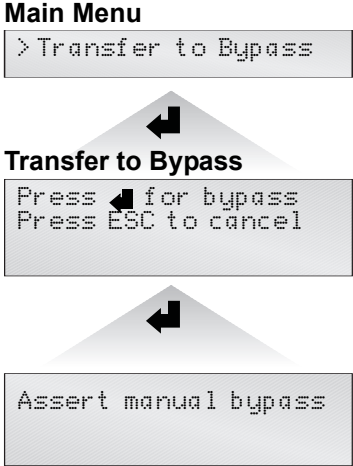 Main Menu
>Transfer to Bypass
Transfer to Bypass
Press ↵ for bypass
Press ESC to cancel
Assert manual bypass